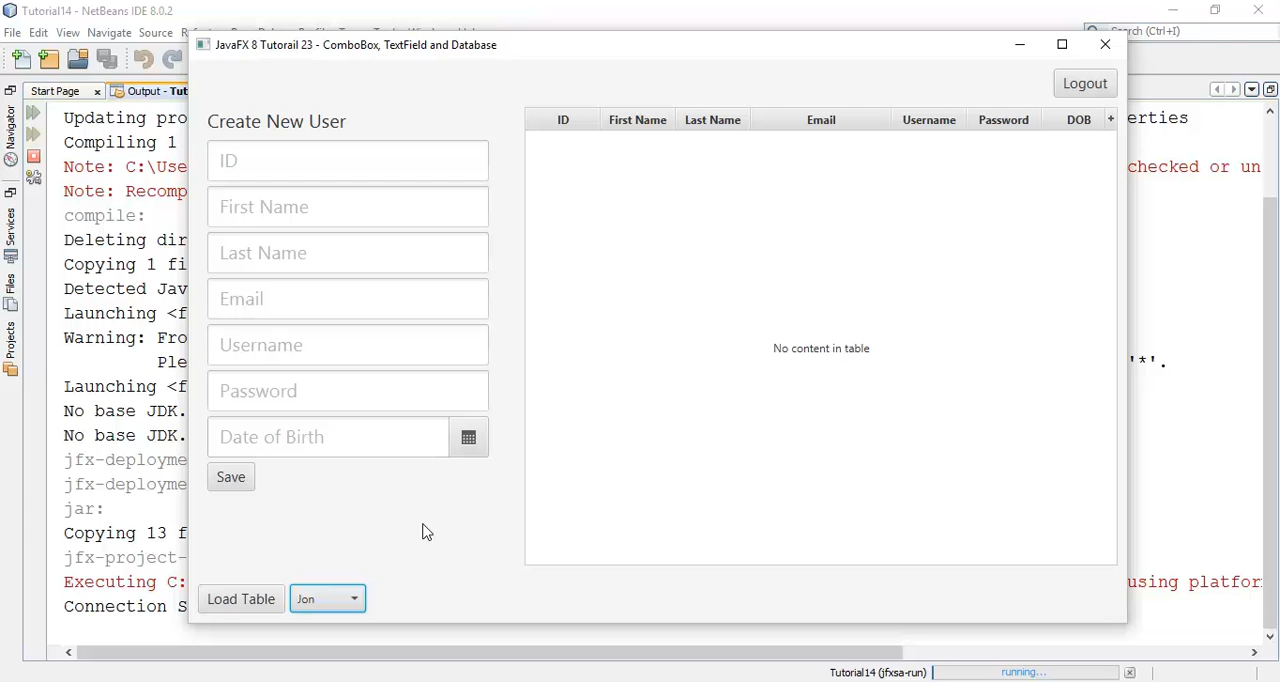 Tutorial14 - NetBeans IDE 8.0.2
File Edit View Navigate Source
Search (Ctrl+I)
JavaFX 8 Tutorail 23 - ComboBox, TextField and Database
Logout
Start Page x Output - Tut
Navigator
Services
Files
Projects
Updating pro
erties
Compiling 1
Note: C:\Use
checked or un
Note: Recomp
compile:
Deleting dir
Copying 1 fi
Detected Jav
Launching <f
Warning: Fro
Ple
'*'.
Launching <f
No base JDK.
No base JDK.
jfx-deployme
jfx-deployme
jar:
Copying 13 f
jfx-project-
Executing C:
using platfor
Connection S
Create New User
ID
First Name
Last Name
Email
Username
Password
Date of Birth
Save
Load Table
Jon
ID First Name Last Name Email Username Password DOB +
No content in table
Tutorial14 (jfxsa-run)
running...